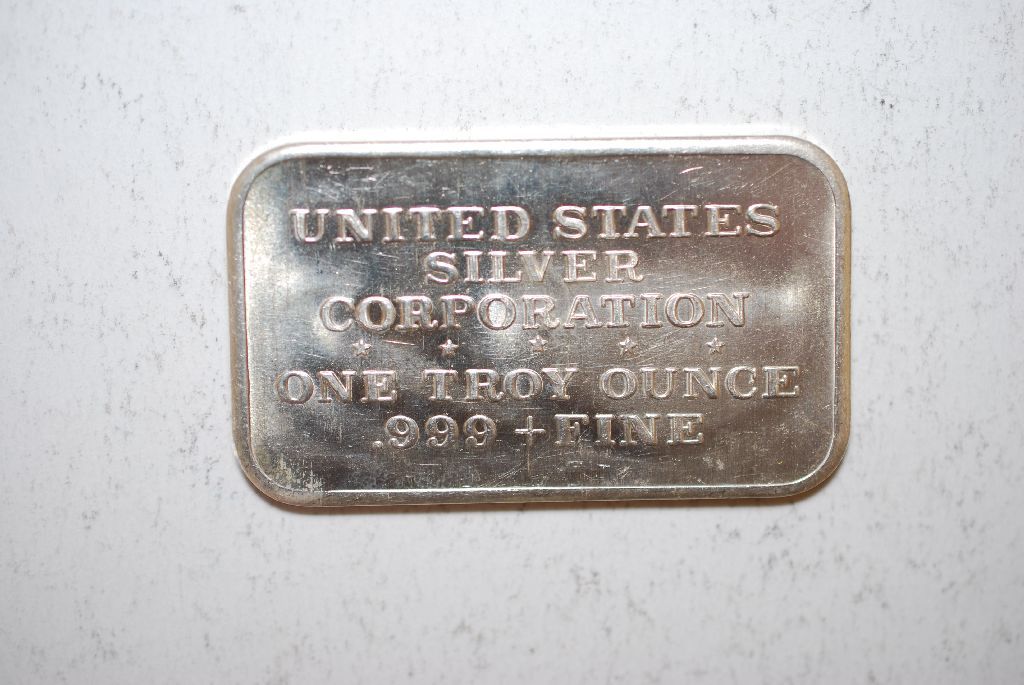 UNITED STATES
SILVER
CORPORATION
ONE TROY OUNCE
.999 + FINE